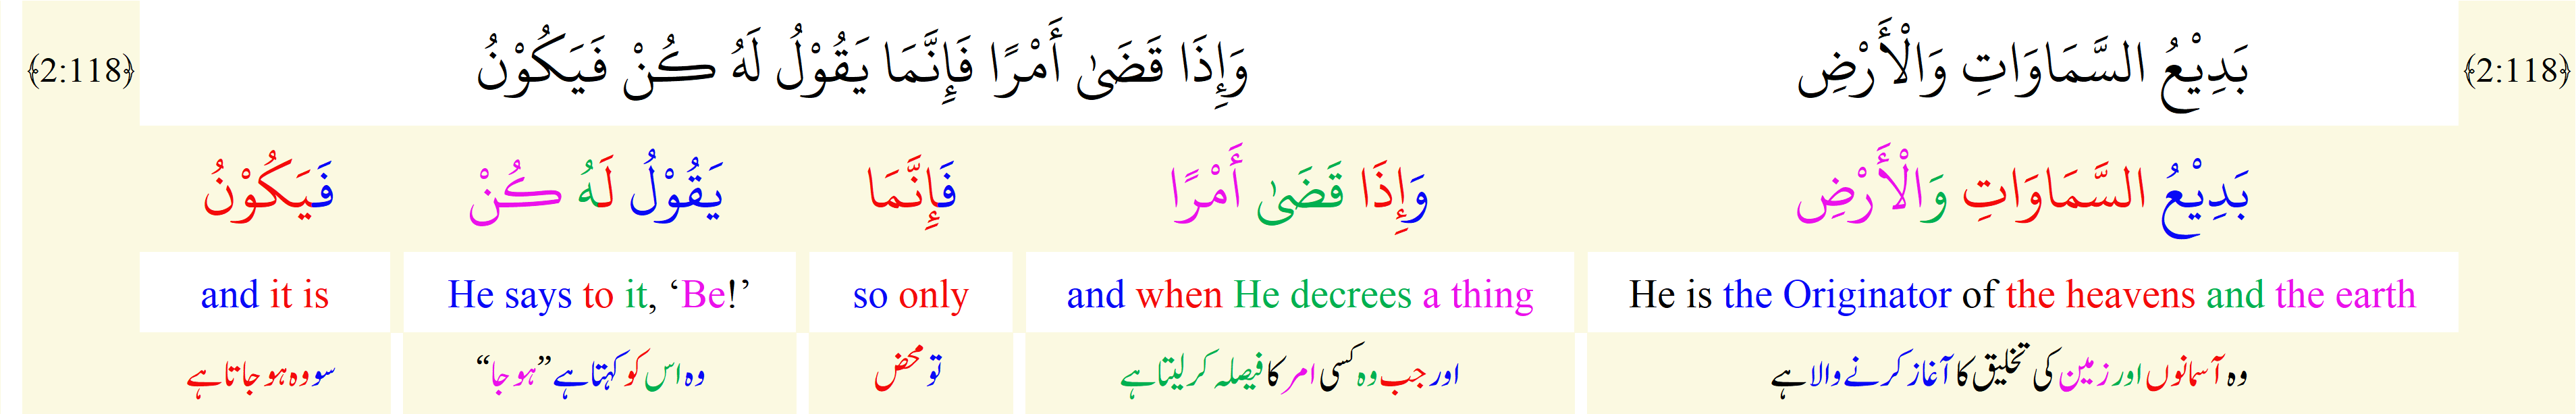 ﴿2:118﴾ بَدِيْعُ السَّمَاوَاتِ وَالْأَرْضِ وَإِذَا قَضَىٰ أَمْرًا فَإِنَّمَا يَقُوْلُ لَهُ كُنْ فَيَكُوْنُ ﴿2:118﴾
بَدِيْعُ السَّمَاوَاتِ وَالْأَرْضِ وَإِذَا قَضَىٰ أَمْرًا فَإِنَّمَا يَقُوْلُ لَهُ كُنْ فَيَكُوْنُ
He is the Originator of the heavens and the earth and when He decrees a thing so only He says to it, ‘Be!’ and it is
وہ آسمانوں اور زمین کی تخلیق کا آغاز کرنے والا ہے اور جب وہ کسی امر کا فیصلہ کر لیتا ہے تو محض وہ اس کو کہتا ہے ”ہو جا“ سو وہ ہو جاتا ہے